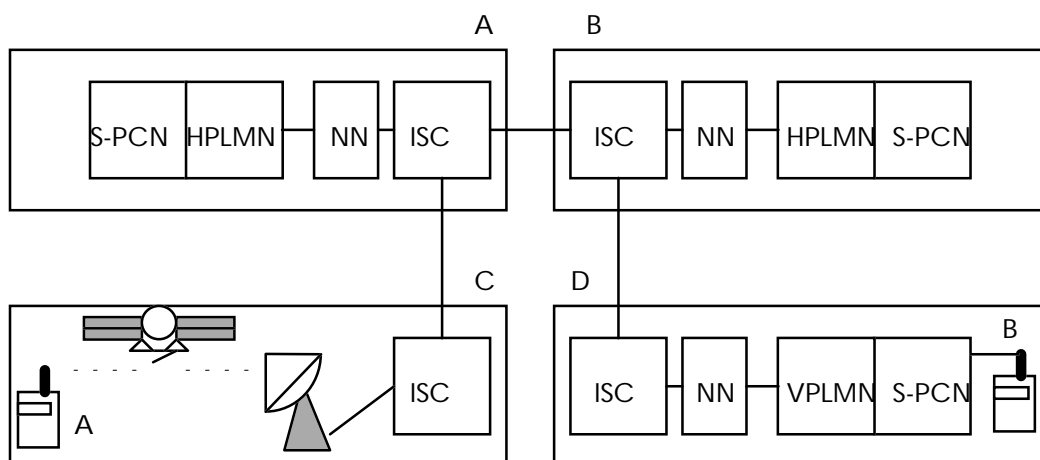 A B
S-PCN HPLMN NN ISC ISC NN HPLMN S-PCN
C D
B
ISC ISC NN VPLMN S-PCN
A